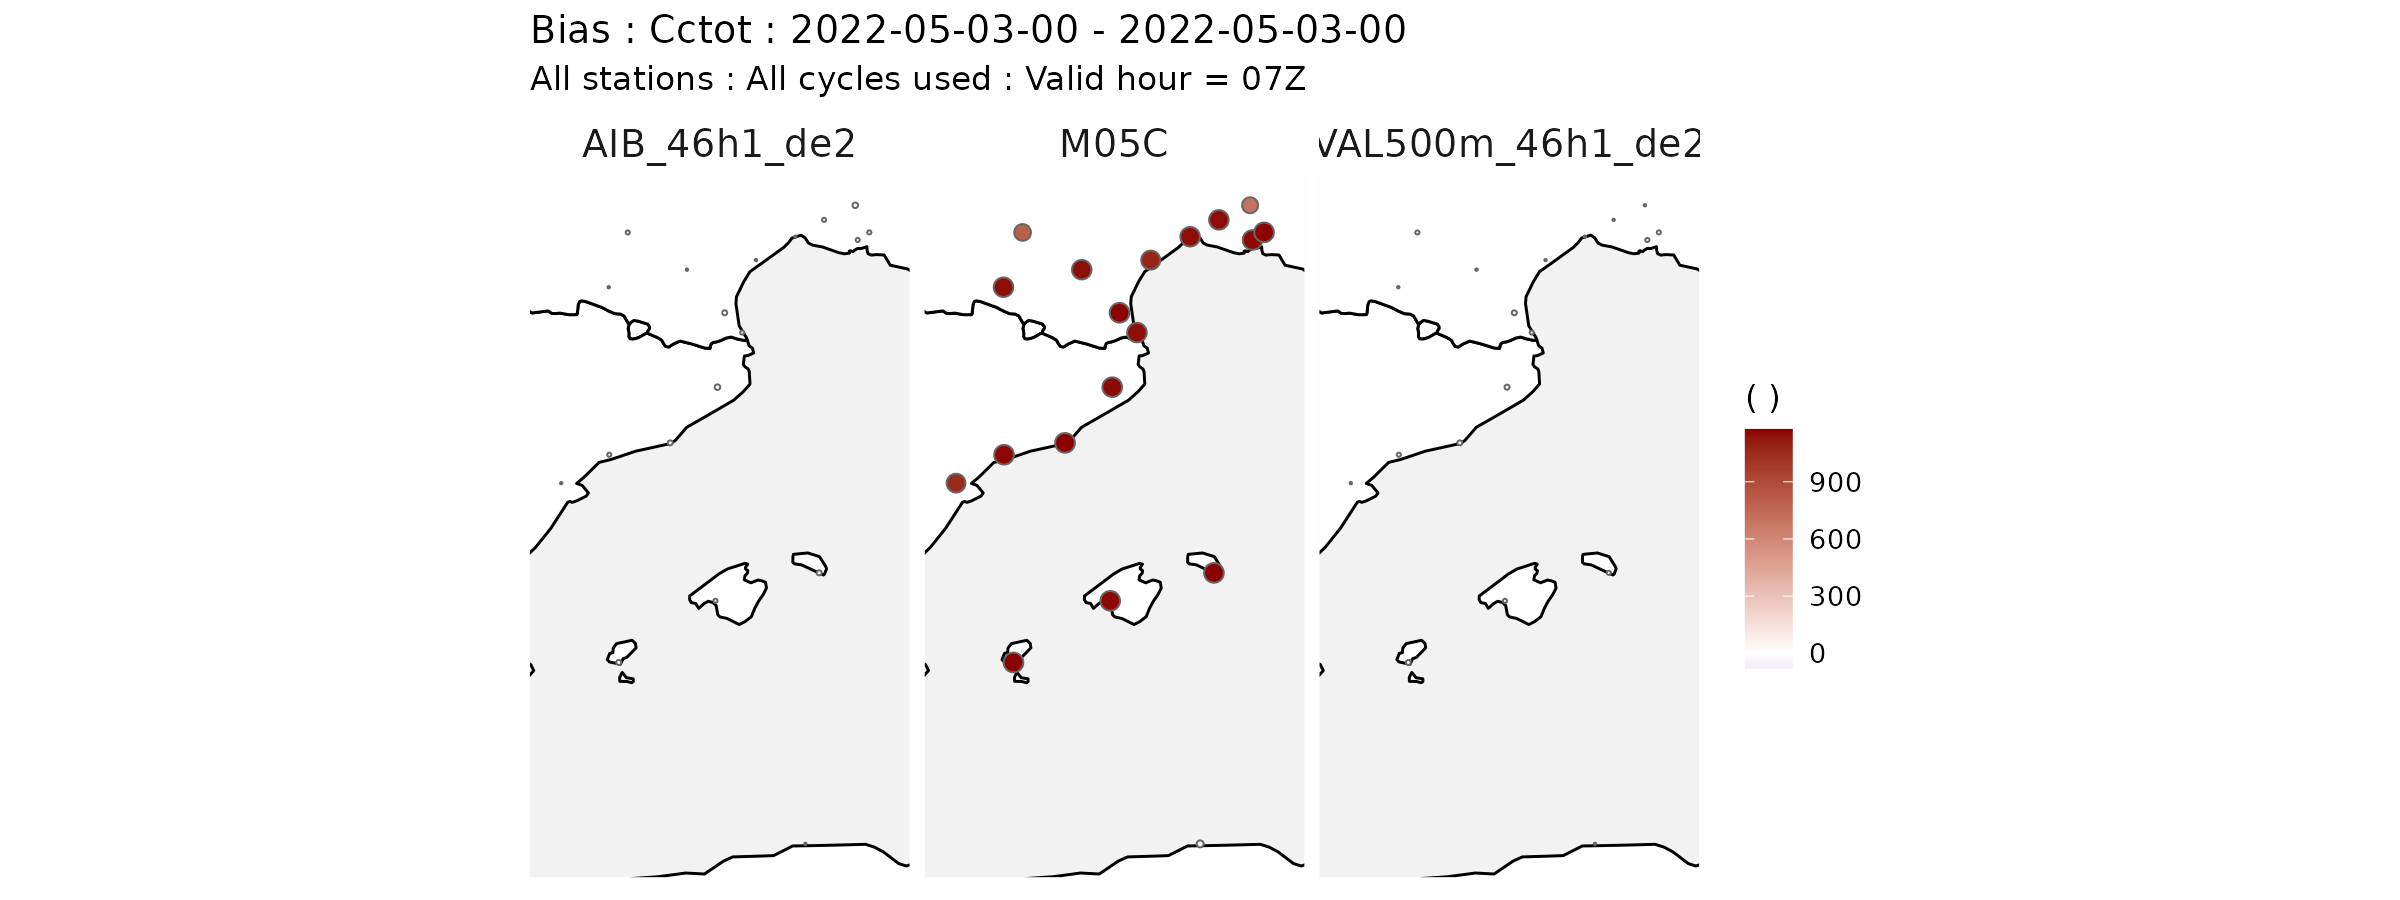 Bias : Cctot : 2022-05-03-00 - 2022-05-03-00
All stations : All cycles used : Valid hour = 07Z
AIB_46h1_de2
M05C
VAL500m_46h1_de2
( )
900
600
300
0